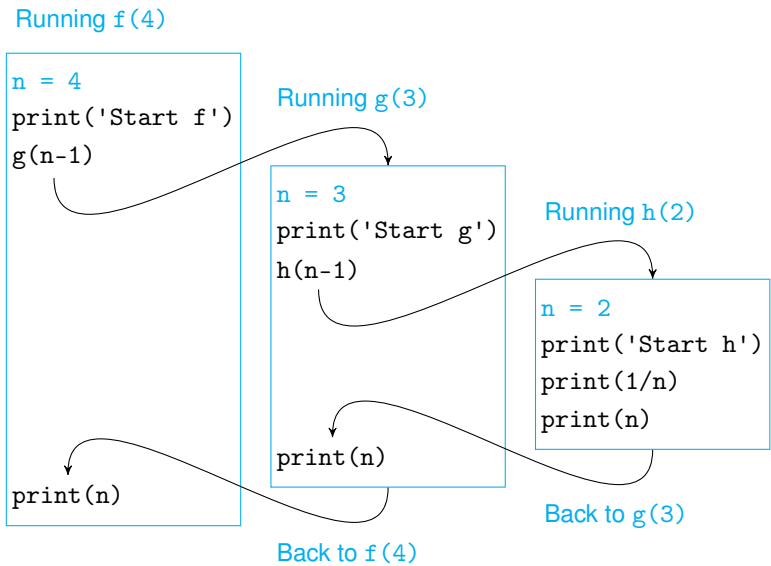 Running f(4)
n = 4
print('Start f')
g(n-1)
print(n)
Running g(3)
n = 3
print('Start g')
h(n-1)
print(n)
Back to f(4)
Running h(2)
n = 2
print('Start h')
print(1/n)
print(n)
Back to g(3)